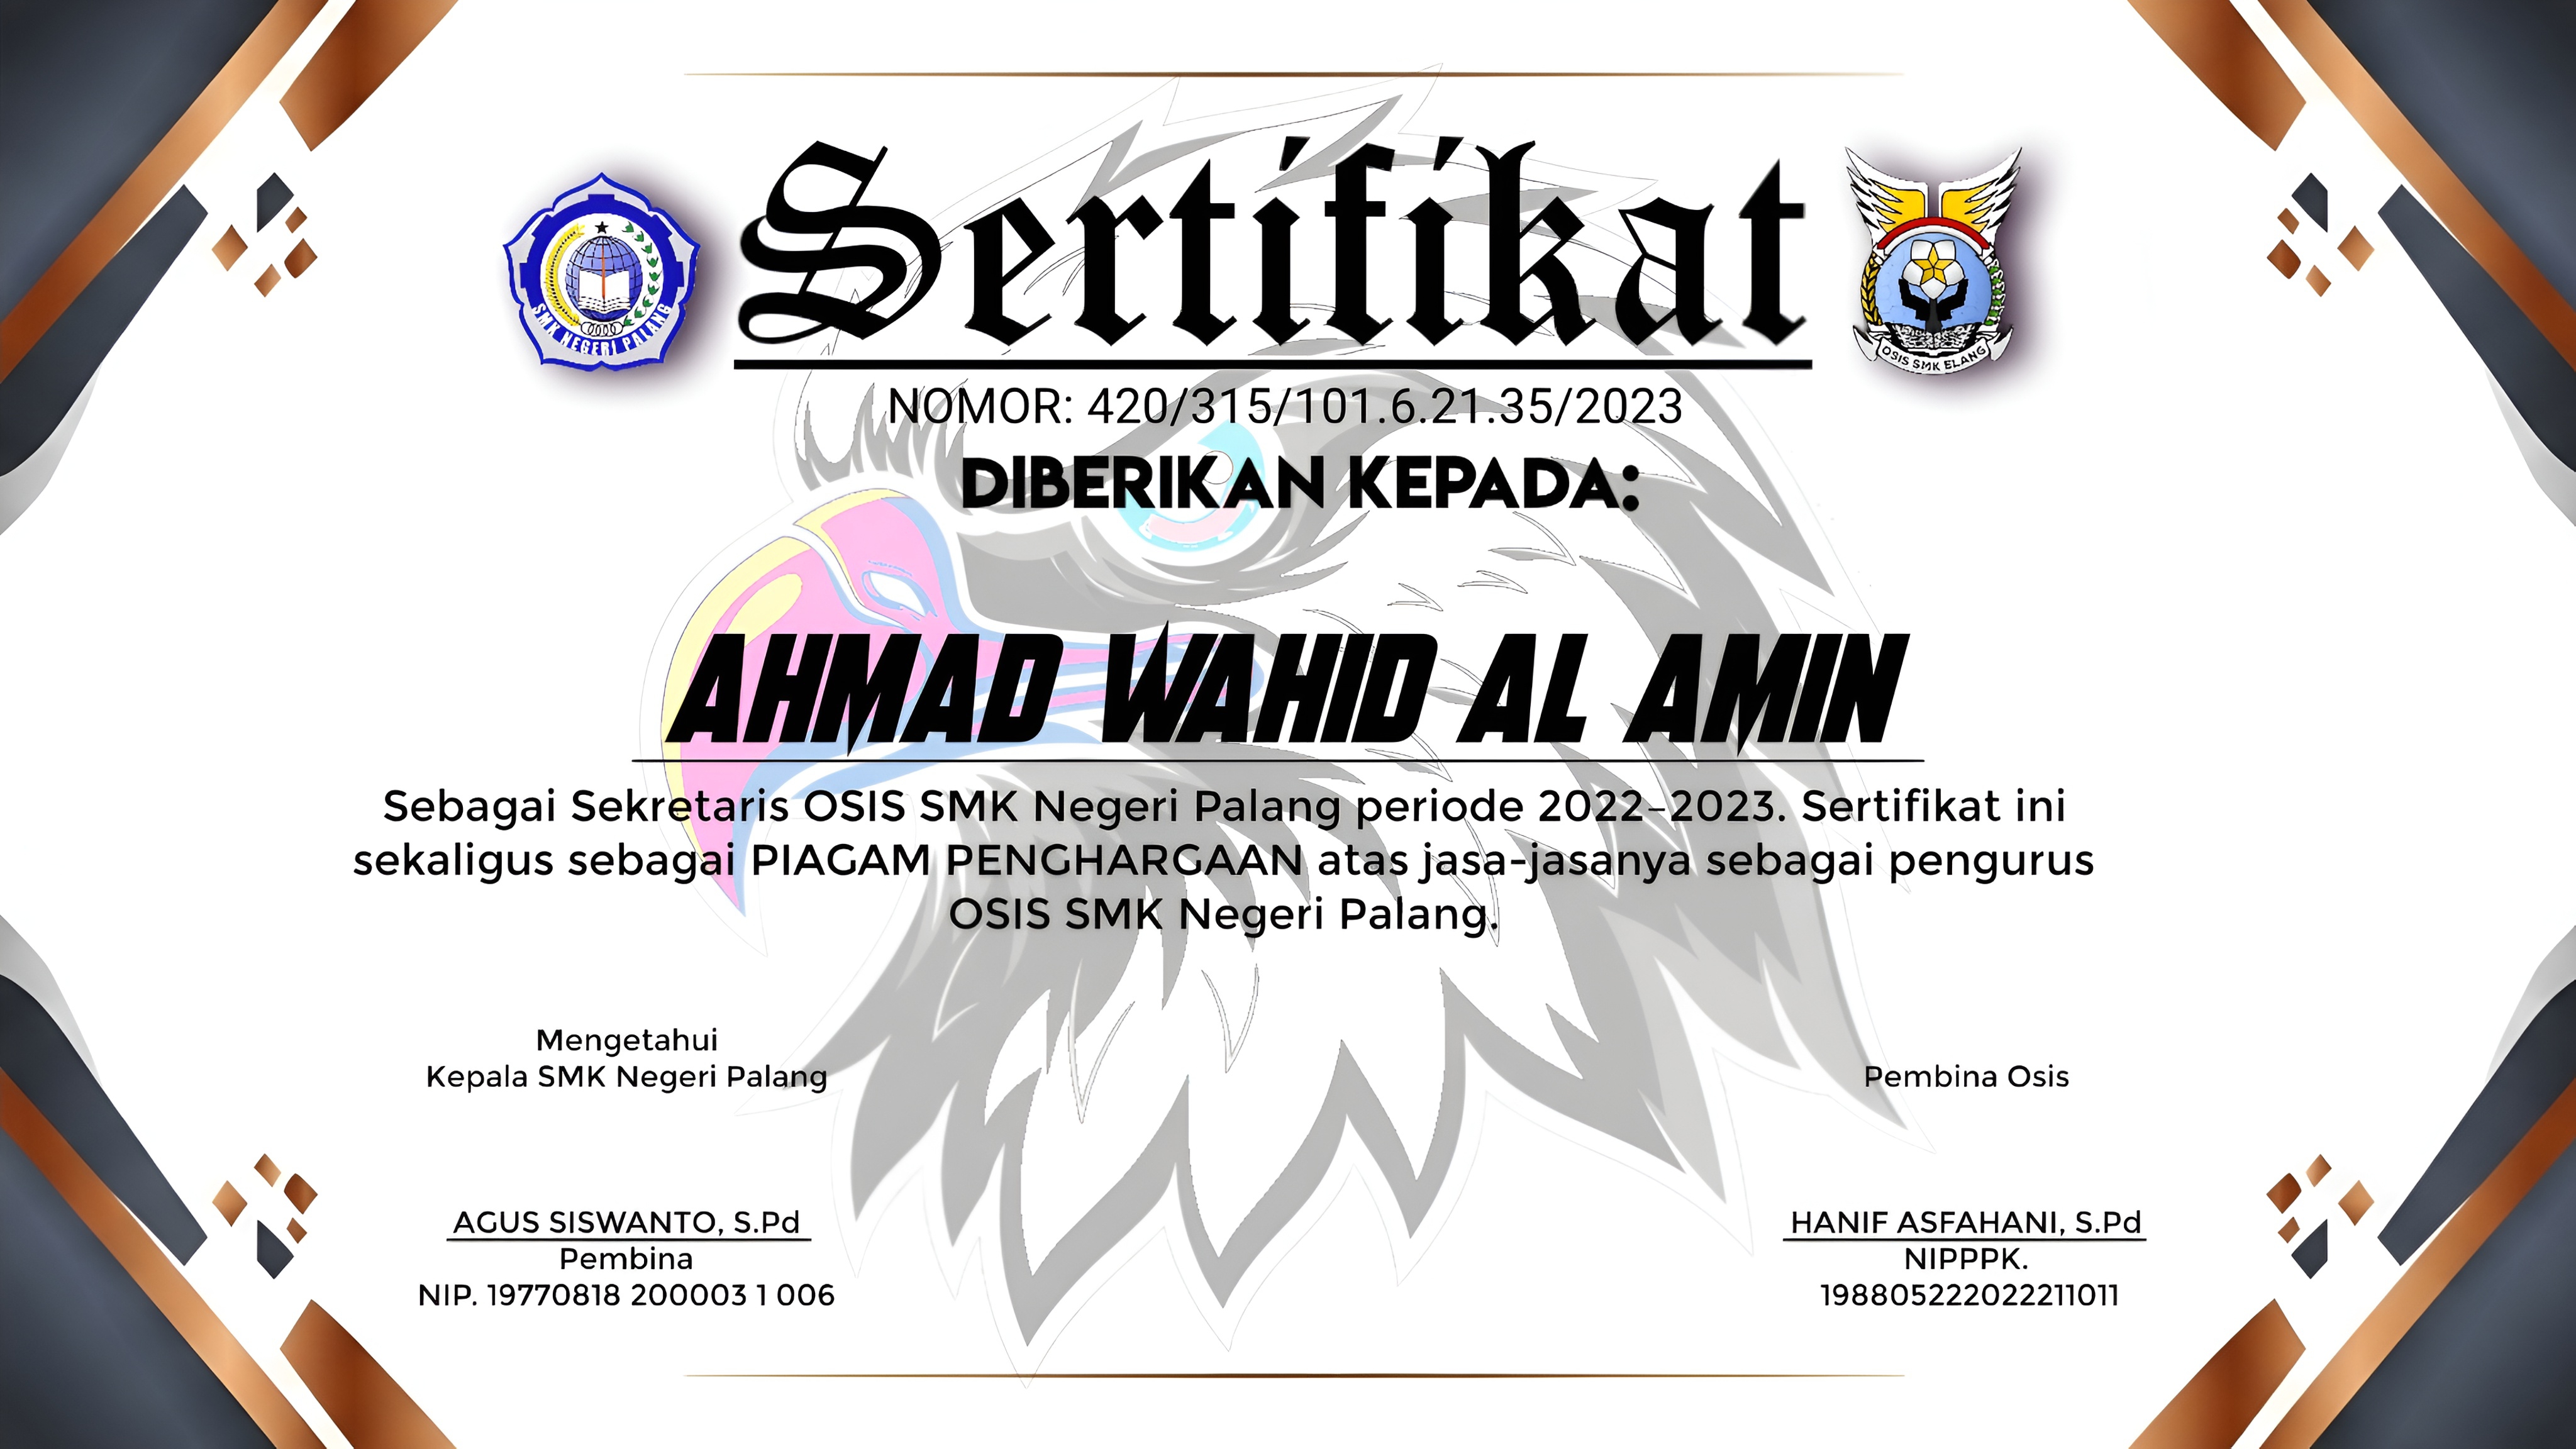 Sertifikat
SMK NEGERI PALANG
OSIS SMK ELANG
NOMOR: 420/315/101.6.21.35/2023
DIBERIKAN KEPADA:
AHMAD WAHID AL AMIN
Sebagai Sekretaris OSIS SMK Negeri Palang periode 2022-2023. Sertifikat ini
sekaligus sebagai PIAGAM PENGHARGAAN atas jasa-jasanya sebagai pengurus
OSIS SMK Negeri Palang.
Mengetahui
Kepala SMK Negeri Palang
Pembina Osis
AGUS SISWANTO, S.Pd
Pembina
NIP. 19770818 200003 1 006
HANIF ASFAHANI, S.Pd
NIPPPK.
198805222022211011